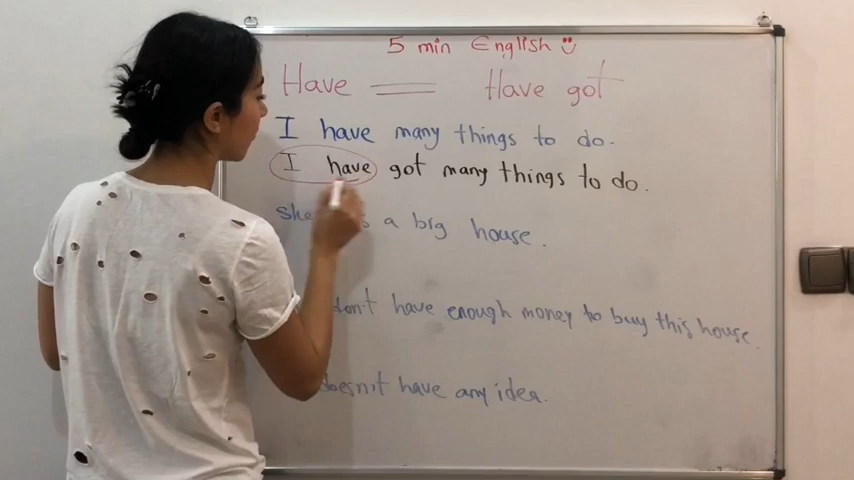 5 min English
Have = Have got
I have many things to do.
I have got many things to do.
she a big house.
don't have enough money to buy this house.
doesn't have any idea.